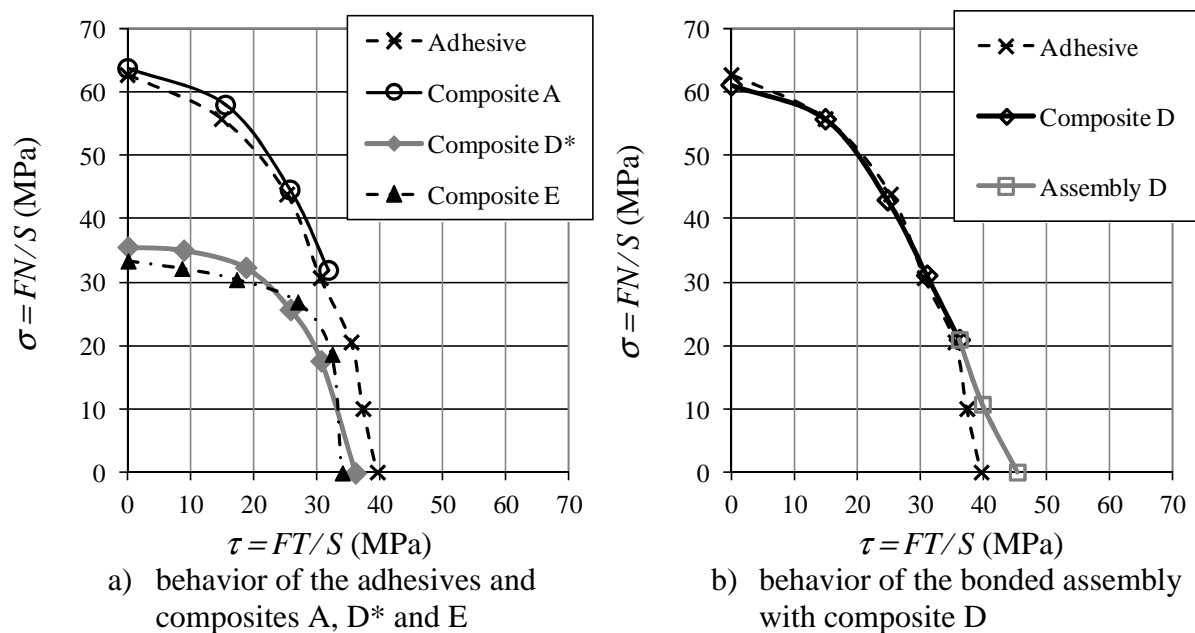 70
60
50
40
30
20
10
0
σ = FN/S (MPa)
Adhesive
Composite A
Composite D*
Composite E
0 10 20 30 40 50 60 70
τ = FT/S (MPa)
a) behavior of the adhesives and
composites A, D* and E
70
60
50
40
30
20
10
0
σ = FN/S (MPa)
Adhesive
Composite D
Assembly D
0 10 20 30 40 50 60 70
τ = FT/S (MPa)
b) behavior of the bonded assembly
with composite D